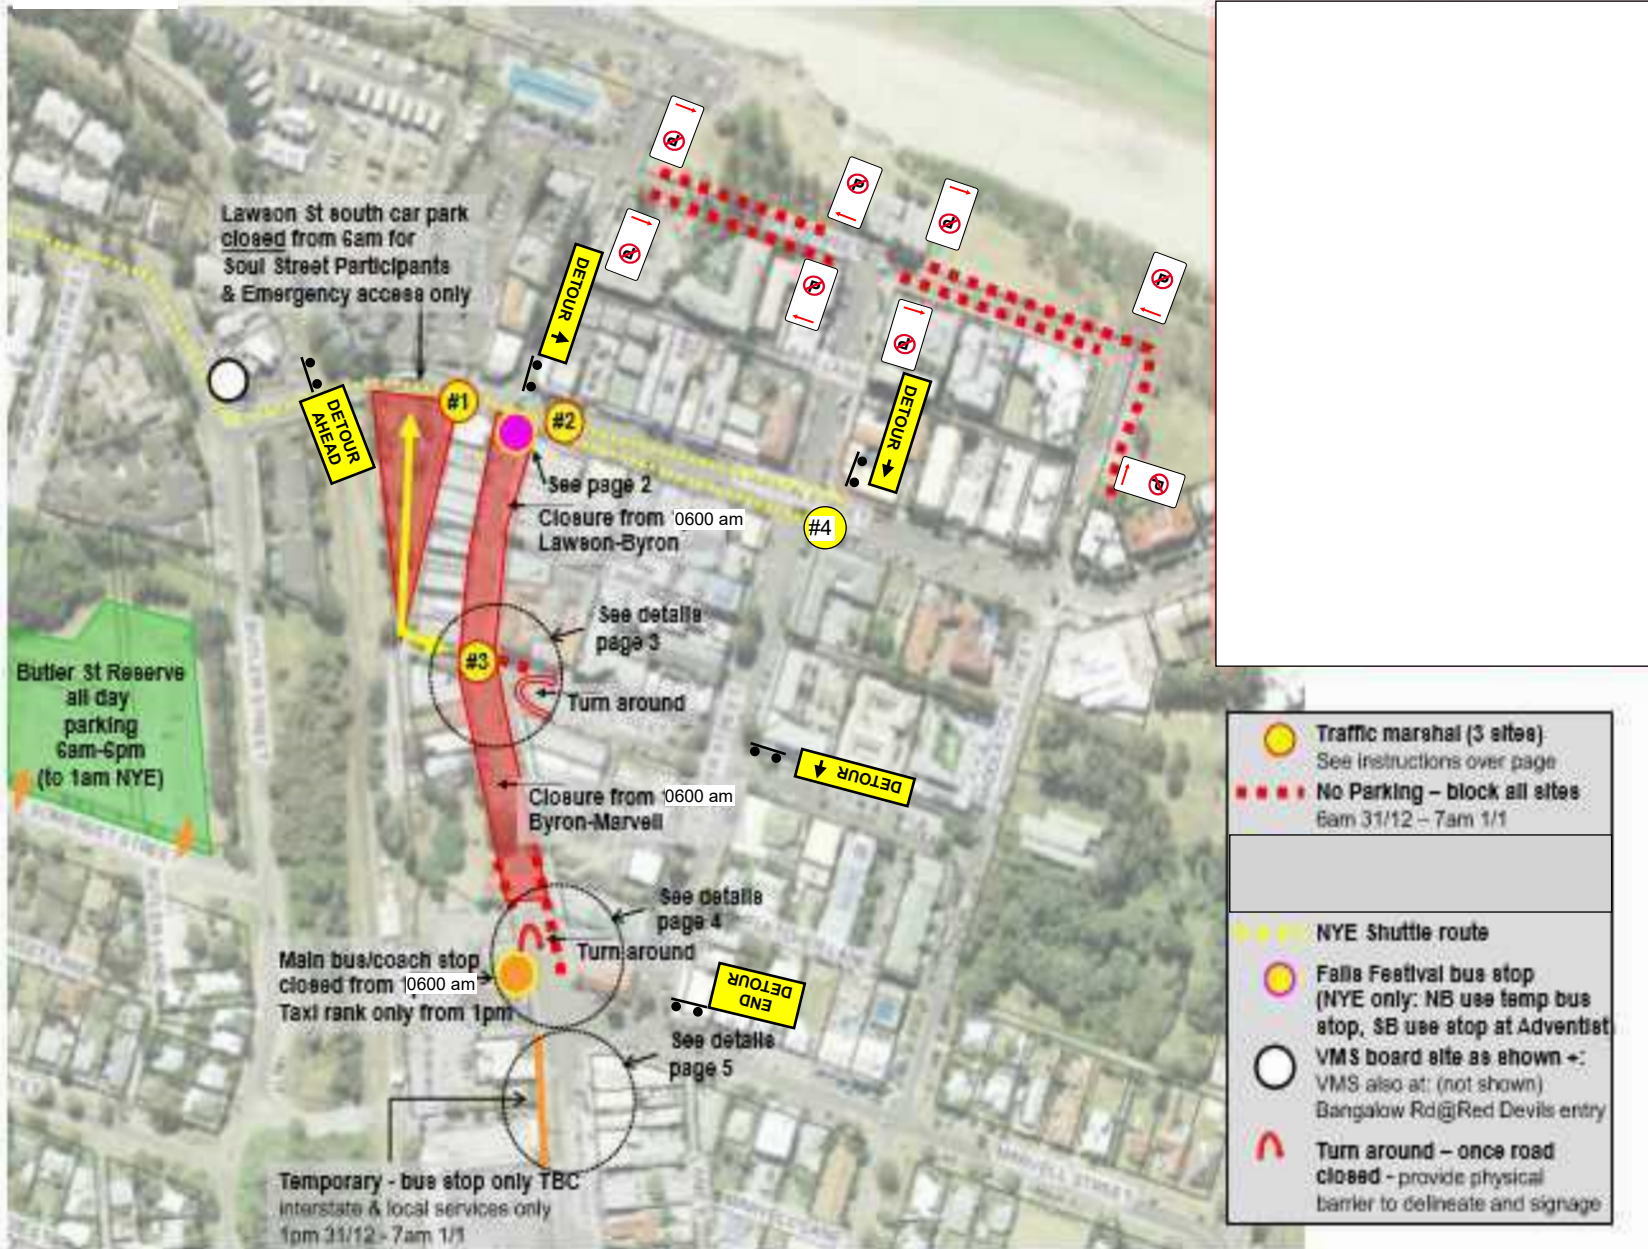 Lawson St south car park
closed from 6am for
Soul Street Participants
& Emergency access only
DETOUR
DETOUR
AHEAD
#1
#2
DETOUR
See page 2
Closure from 0600 am
Lawson-Byron
#4
See details
page 3
#3
Turn around
Butler St Reserve
all day
parking
6am-6pm
(to 1am NYE)
BUTLER STREET
SOMERSET STREET
DETOUR
Closure from 0600 am
Byron-Marvell
See details
page 4
Turn around
Main bus/coach stop
closed from 0600 am
Taxi rank only from 1pm
END
DETOUR
See details
page 5
MARVELL STREET
Temporary - bus stop only TBC
interstate & local services only
1pm 31/12 - 7am 1/1
P
P
P
P
P
P
P
P
Traffic marshal (3 sites)
See instructions over page
No Parking – block all sites
6am 31/12 – 7am 1/1
NYE Shuttle route
Falls Festival bus stop
(NYE only: NB use temp bus
stop, SB use stop at Adventist
VMS board site as shown +:
VMS also at: (not shown)
Bangalow Rd@Red Devils entry
Turn around – once road
closed - provide physical
barrier to delineate and signage